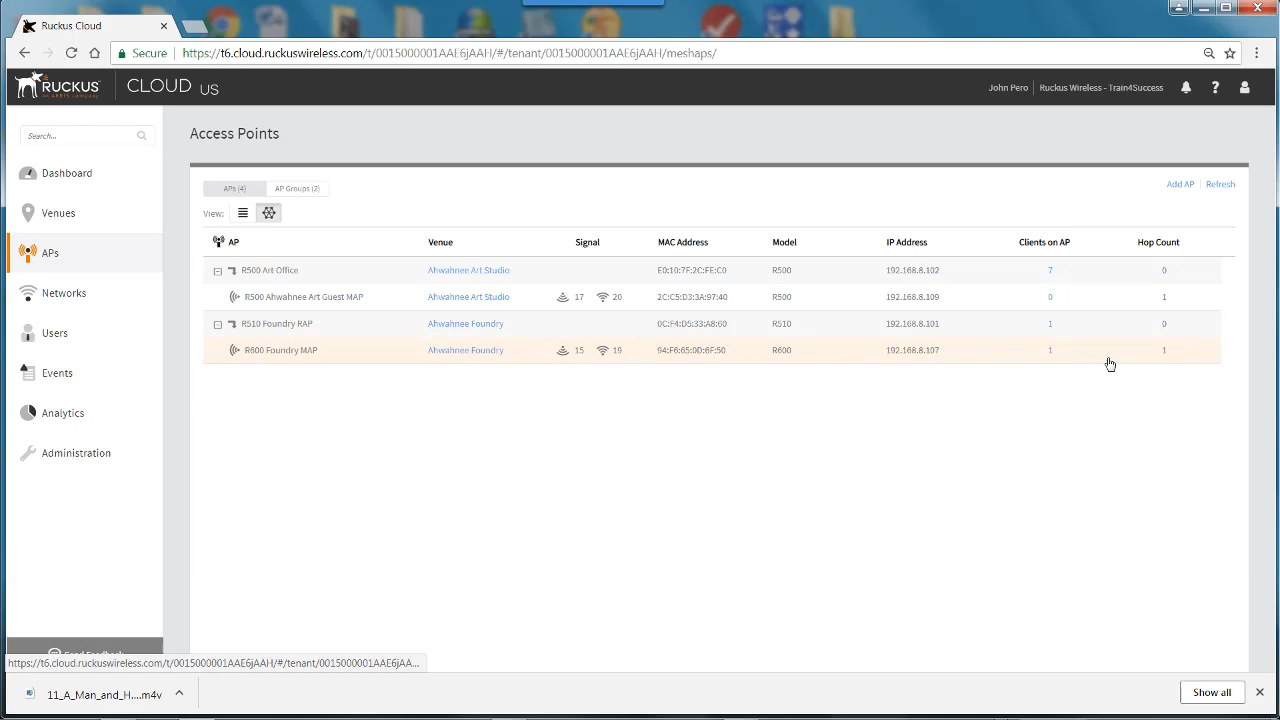 Ruckus Cloud
Secure https://t6.cloud.ruckuswireless.com/t/0015000001AAE6jAAH/#/tenant/0015000001AAE6jAAH/meshaps/
RUCKUS CLOUD US
an ARRIS company
John Pero Ruckus Wireless - Train4Success ?
Search...
Access Points
Dashboard
APs (4) AP Groups (2) Add AP Refresh
Venues
View:
AP Venue Signal MAC Address Model IP Address Clients on AP Hop Count
APs
R500 Art Office Ahwahnee Art Studio E0:10:7F:2C:FE:C0 R500 192.168.8.102 7 0
Networks
R500 Ahwahnee Art Guest MAP Ahwahnee Art Studio 17 20 2C:C5:D3:3A:97:40 R500 192.168.8.109 0 1
R510 Foundry RAP Ahwahnee Foundry 0C:F4:D5:33:A8:60 R510 192.168.8.101 1 0
Users
R600 Foundry MAP Ahwahnee Foundry 15 19 94:F6:65:0D:6F:50 R600 192.168.8.107 1 1
Events
Analytics
Administration
Send Feedback
https://t6.cloud.ruckuswireless.com/t/0015000001AAE6jAAH/#/tenant/0015000001AAE6jAA...
11_A_Man_and_H....m4v Show all